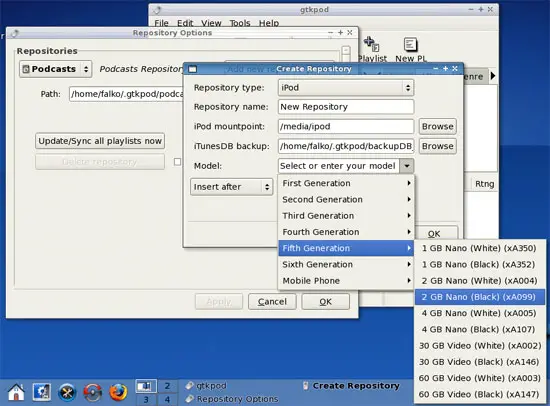 gtkpod
File Edit View Tools Help
Playlist New PL
enre
Rtng
Repository Options
Repositories
Podcasts Podcasts Reposito
Path: /home/falko/.gtkpod/podca
Update/Sync all playlists now
Delete repository
Apply Cancel OK
Create Repository
Repository type: iPod
Repository name: New Repository
iPod mountpoint: /media/ipod Browse
iTunesDB backup: /home/falko/.gtkpod/backupDB_ Browse
Model: Select or enter your model
Insert after
OK
First Generation
Second Generation
Third Generation
Fourth Generation
Fifth Generation
Sixth Generation
Mobile Phone
1 GB Nano (White) (xA350)
1 GB Nano (Black) (xA352)
2 GB Nano (White) (xA004)
2 GB Nano (Black) (xA099)
4 GB Nano (White) (xA005)
4 GB Nano (Black) (xA107)
30 GB Video (White) (xA002)
30 GB Video (Black) (xA146)
60 GB Video (White) (xA003)
60 GB Video (Black) (xA147)
2 gtkpod Create Repository
3 4 Repository Options